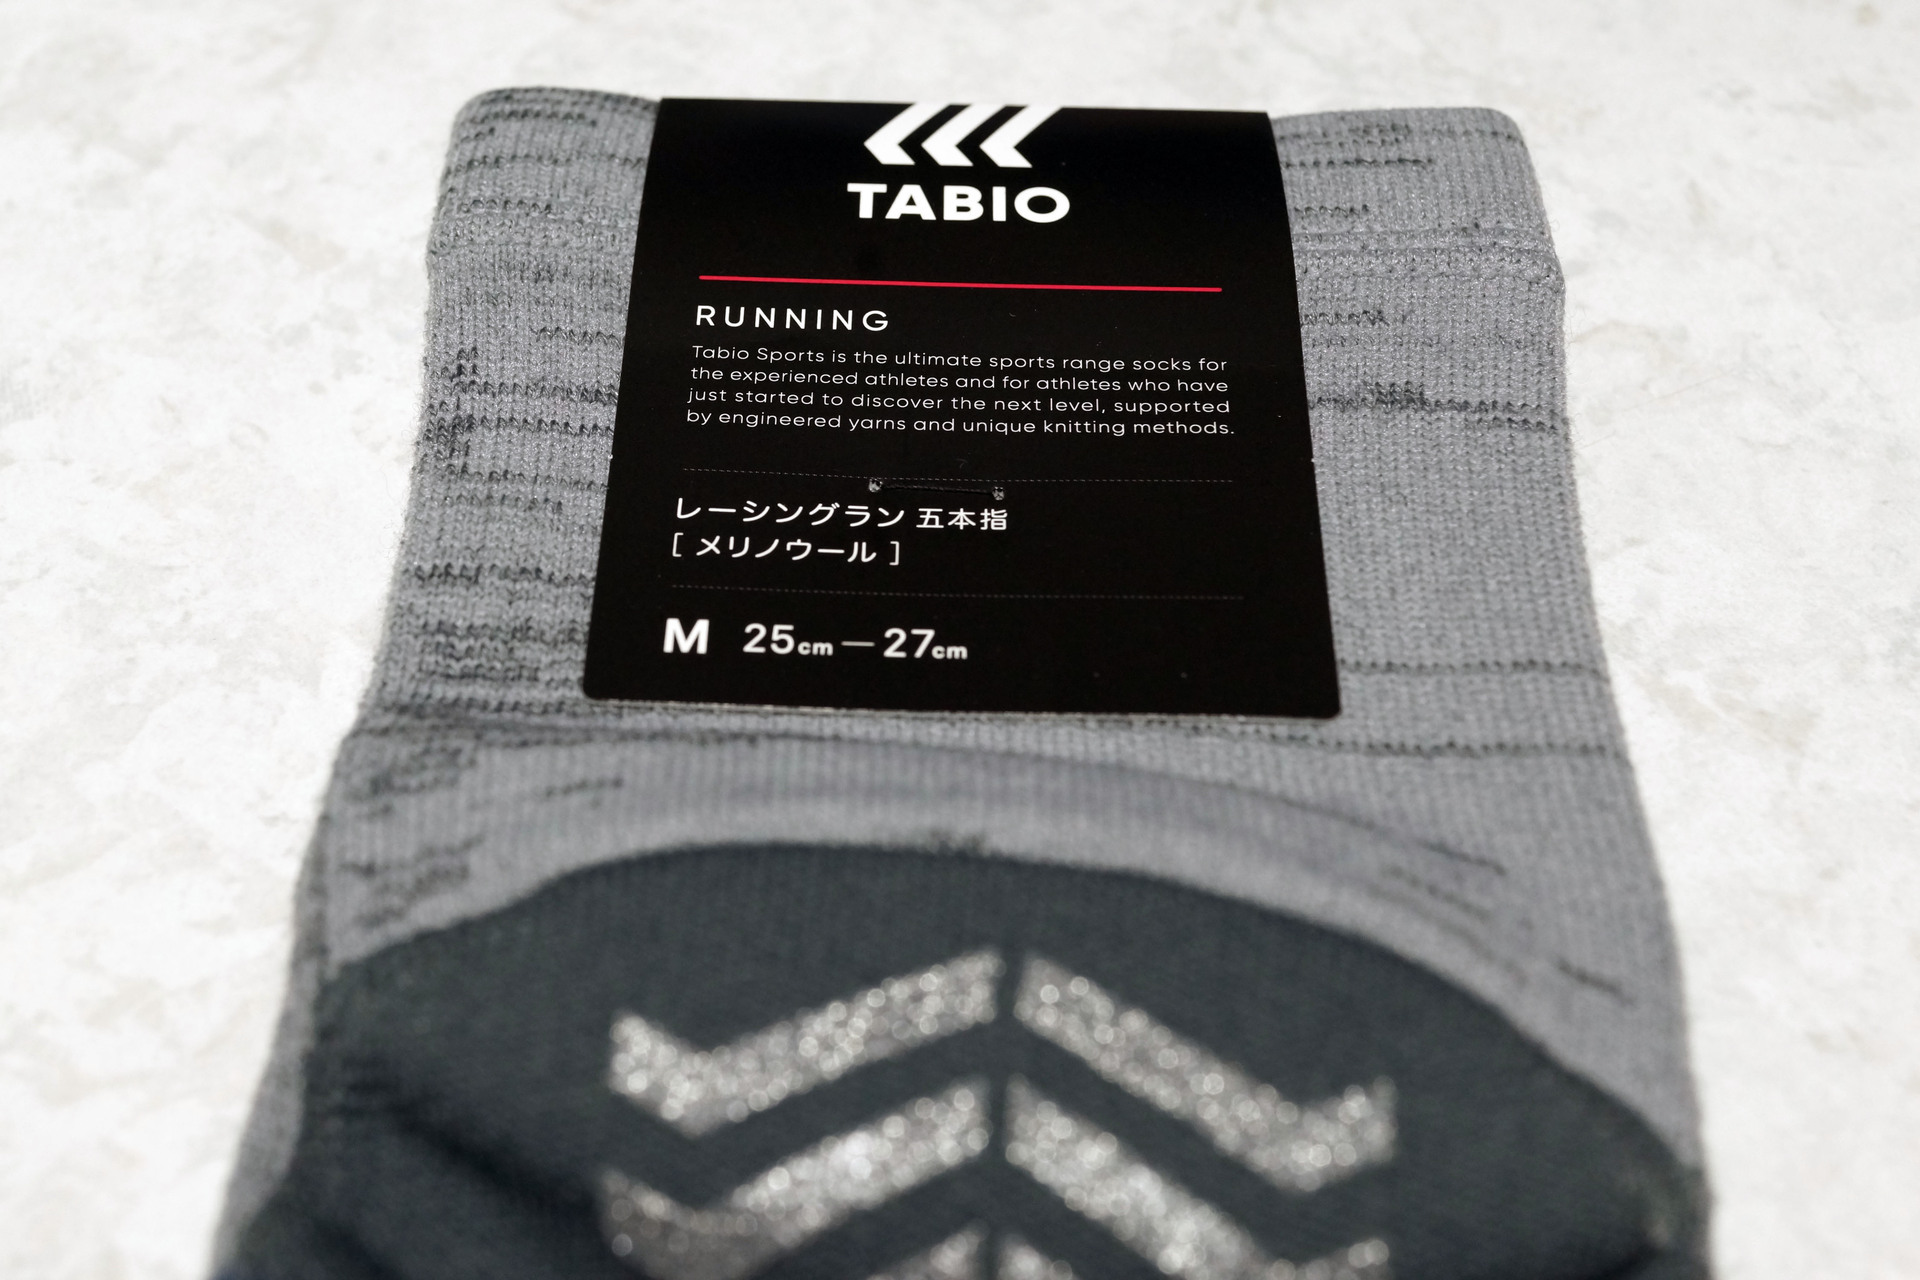 TABIO
RUNNING
Tabio Sports is the ultimate sports range socks for
the experienced athletes and for athletes who have
just started to discover the next level, supported
by engineered yarns and unique knitting methods.
レーシングラン 五本指
[ メリノウール ]
M 25cm — 27cm